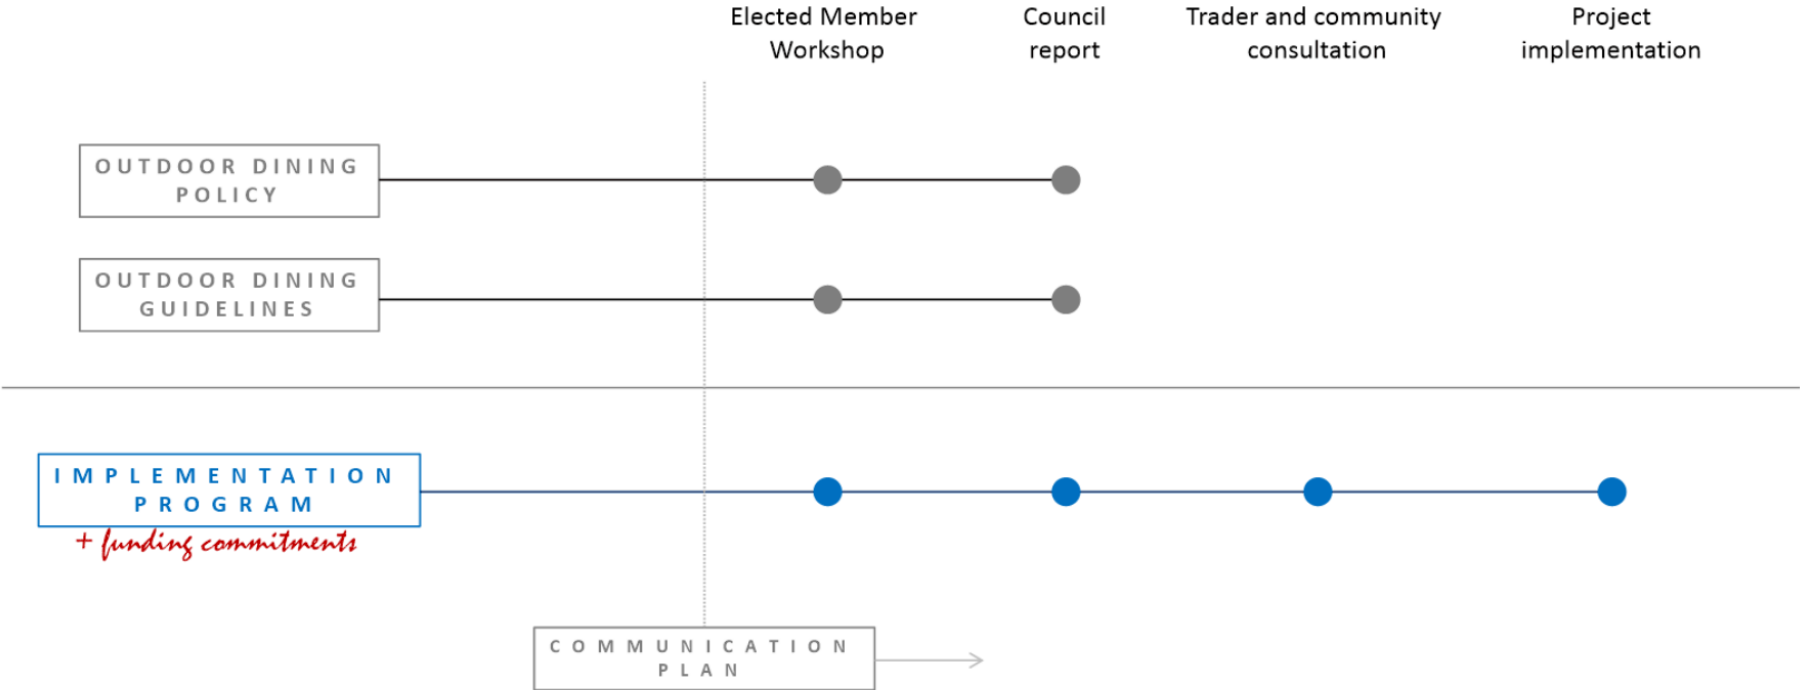 Elected Member
Workshop
Council
report
Trader and community
consultation
Project
implementation
OUTDOOR DINING
POLICY
OUTDOOR DINING
GUIDELINES
IMPLEMENTATION
PROGRAM
+ funding commitments
COMMUNICATION
PLAN